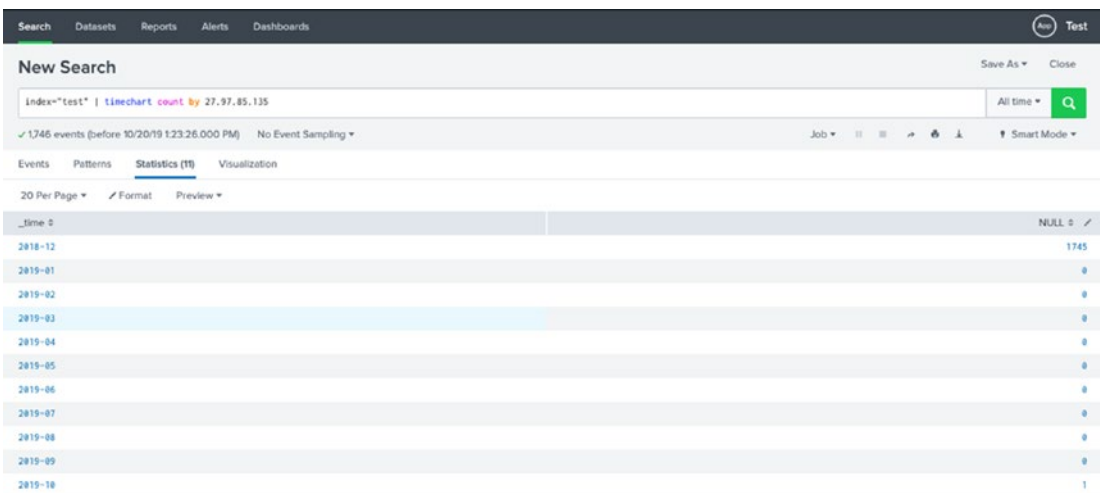 Search Datasets Reports Alerts Dashboards App Test
New Search Save As Close
index="test" | timechart count by 27.97.85.135 All time
✓ 1,746 events (before 10/20/19 1:23:26.000 PM) No Event Sampling Job Smart Mode
Events Patterns Statistics (11) Visualization
20 Per Page Format Preview
_time NULL
2018-12 1745
2019-01 0
2019-02 0
2019-03 0
2019-04 0
2019-05 0
2019-06 0
2019-07 0
2019-08 0
2019-09 0
2019-10 1